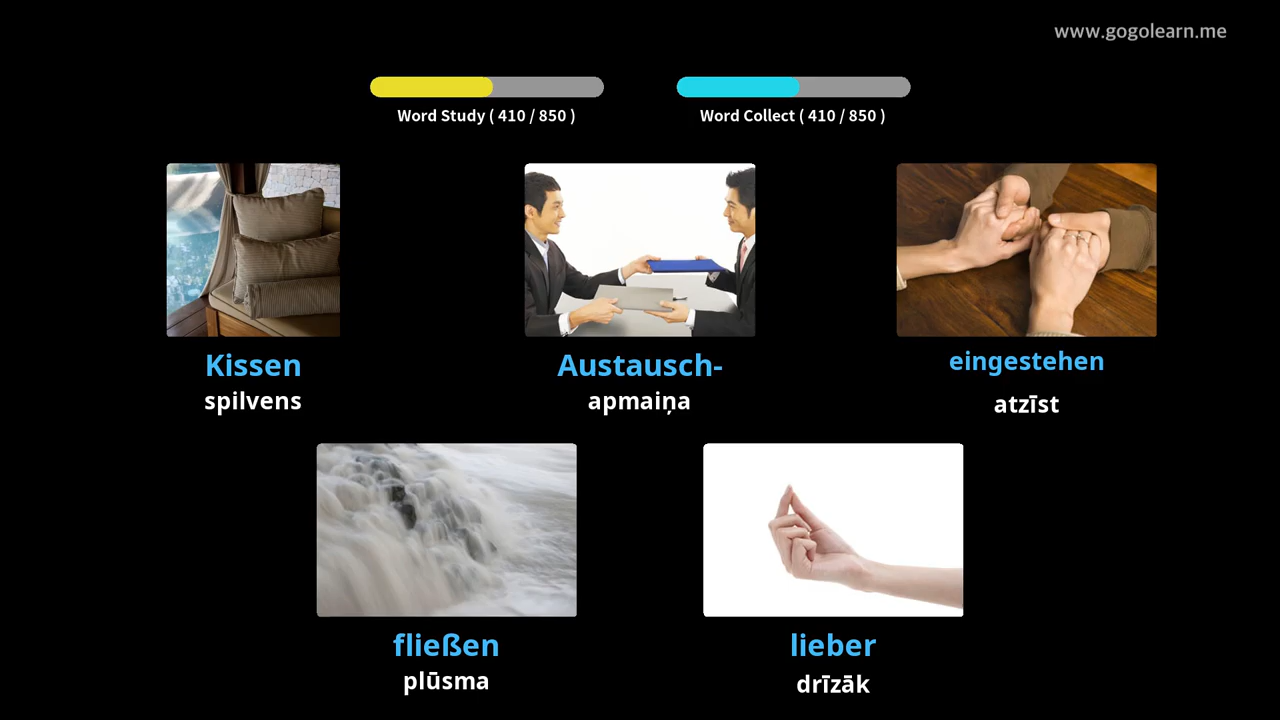 www.gogolearn.me
Word Study ( 410 / 850 )
Word Collect ( 410 / 850 )
Kissen
spilvens
Austausch-
apmaiņa
eingestehen
atzīst
fließen
plūsma
lieber
drīzāk